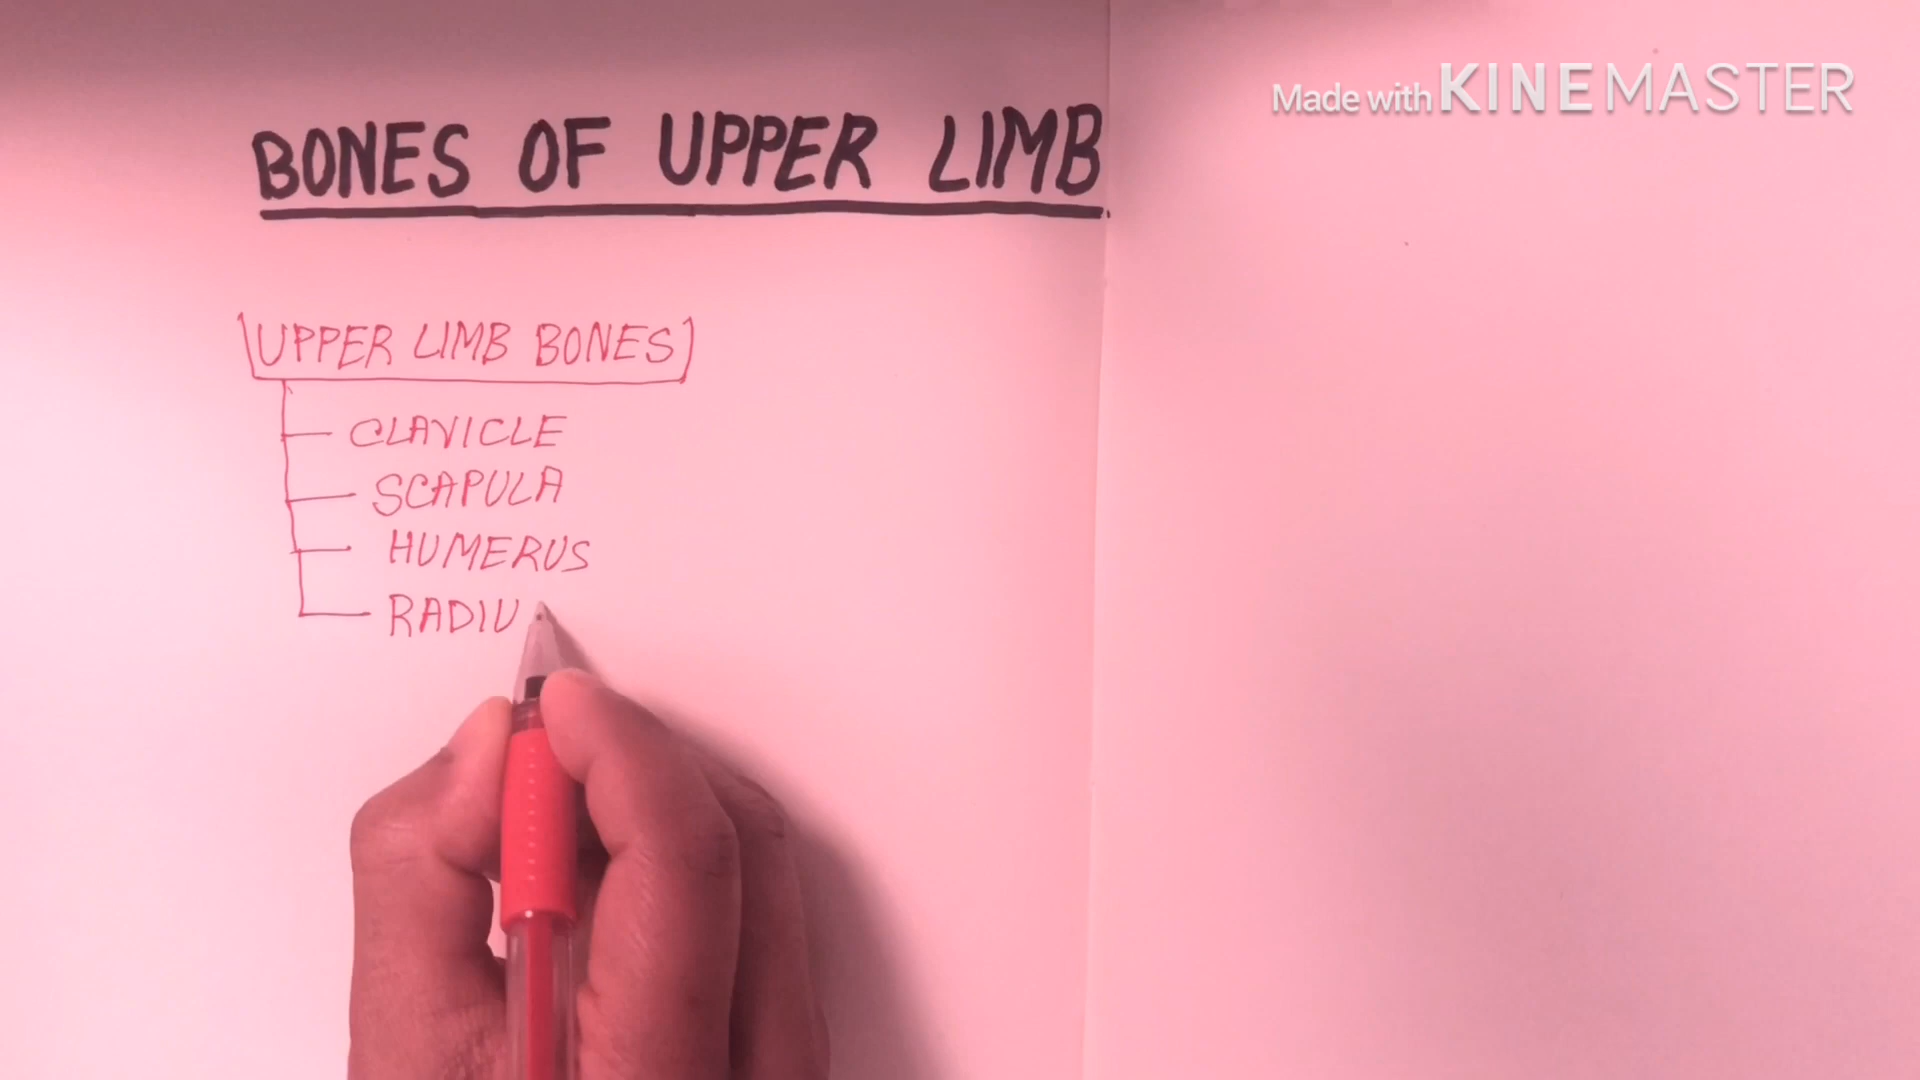 Made with KINEMASTER
BONES OF UPPER LIMB
UPPER LIMB BONES
CLAVICLE
SCAPULA
HUMERUS
RADIU